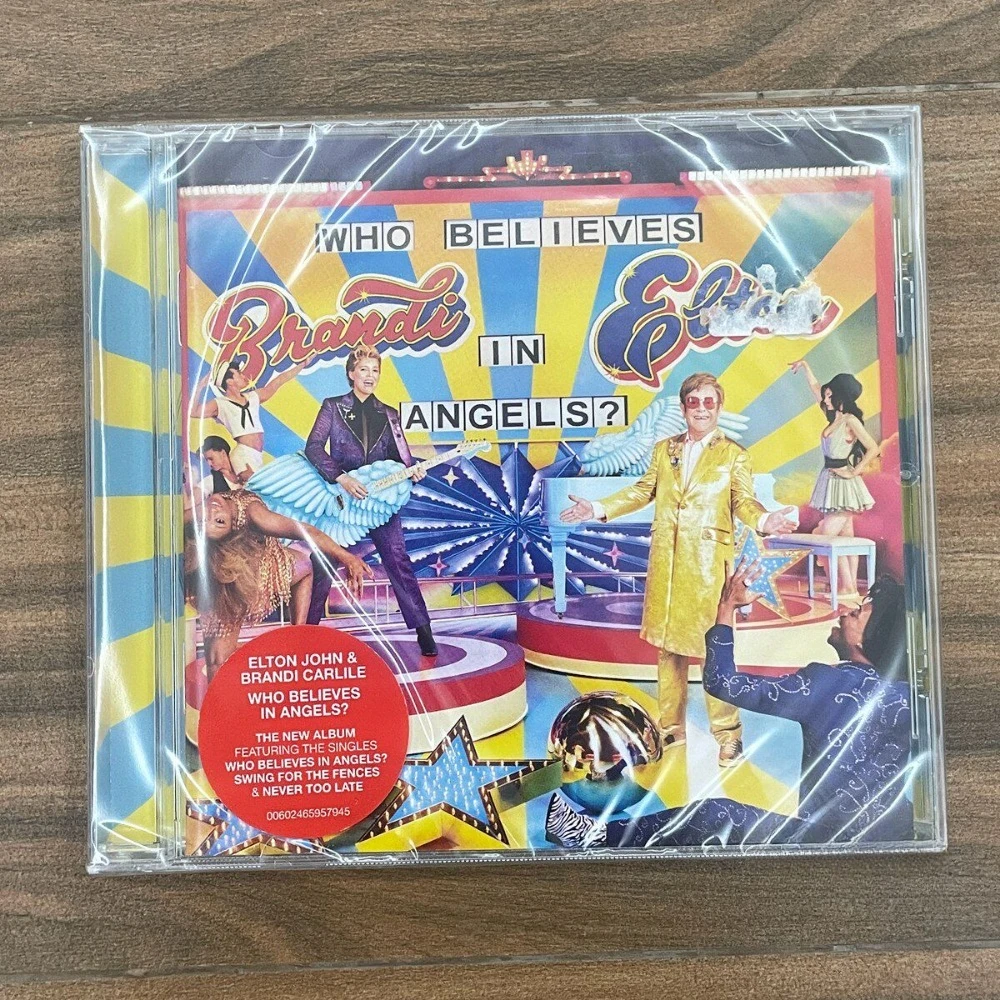 WHO BELIEVES
Brandi
Elton
IN
ANGELS?
ELTON JOHN &
BRANDI CARLILE
WHO BELIEVES
IN ANGELS?
THE NEW ALBUM
FEATURING THE SINGLES
WHO BELIEVES IN ANGELS?
SWING FOR THE FENCES
& NEVER TOO LATE
00602465957945